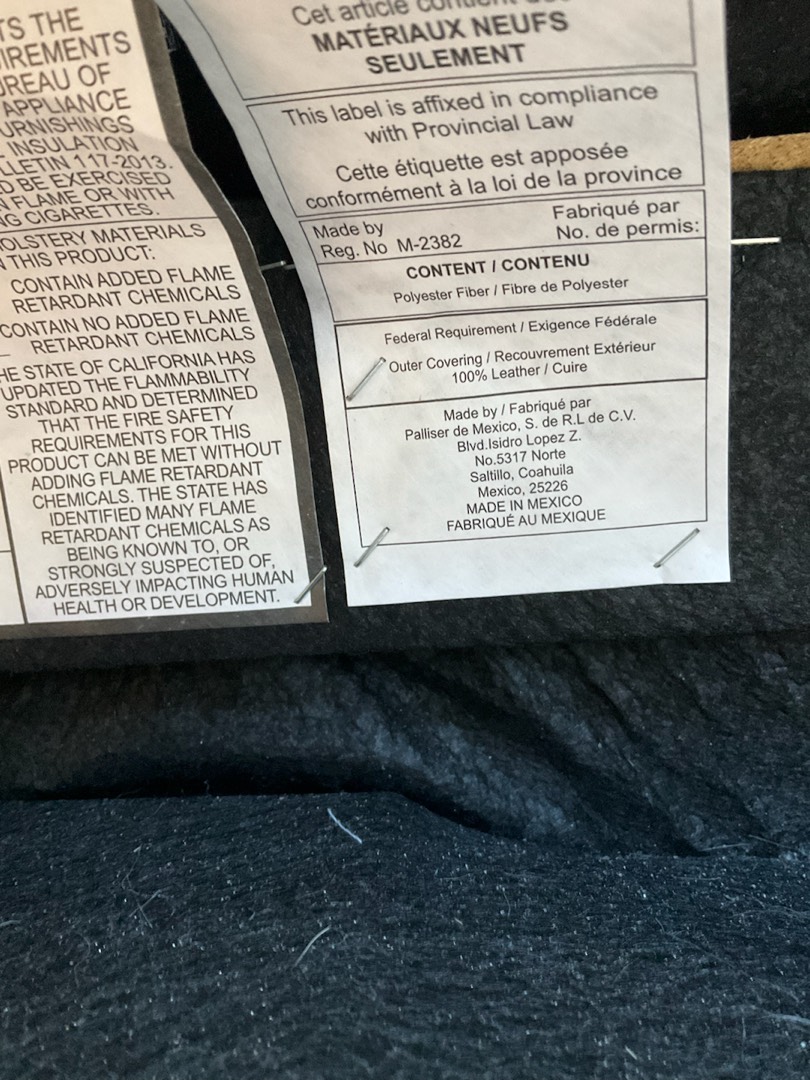 TS THE
REQUIREMENTS
BUREAU OF
APPLIANCE
INSULATION
117-2013.
BE EXERCISED
FLAME OR WITH
CIGARETTES.
MATERIALS
THIS PRODUCT:
CONTAIN ADDED FLAME
RETARDANT CHEMICALS
CONTAIN NO ADDED FLAME
RETARDANT CHEMICALS
HE STATE OF CALIFORNIA HAS
UPDATED THE FLAMMABILITY
STANDARD AND DETERMINED
THAT THE FIRE SAFETY
REQUIREMENTS FOR THIS
PRODUCT CAN BE MET WITHOUT
ADDING FLAME RETARDANT
CHEMICALS. THE STATE HAS
IDENTIFIED MANY FLAME
RETARDANT CHEMICALS AS
BEING KNOWN TO, OR
STRONGLY SUSPECTED OF,
ADVERSELY IMPACTING HUMAN
HEALTH OR DEVELOPMENT.
Cet article
MATÉRIAUX NEUFS
SEULEMENT
This label is affixed in compliance
with Provincial Law
Cette étiquette est apposée
conformément à la loi de la province
Made by Fabriqué par
Reg. No M-2382 No. de permis:
CONTENT / CONTENU
Polyester Fiber / Fibre de Polyester
Federal Requirement / Exigence Fédérale
Outer Covering / Recouvrement Extérieur
100% Leather / Cuire
Made by / Fabriqué par
Palliser de Mexico, S. de R.L de C.V.
Blvd.Isidro Lopez Z.
No.5317 Norte
Saltillo, Coahuila
Mexico, 25226
MADE IN MEXICO
FABRIQUÉ AU MEXIQUE